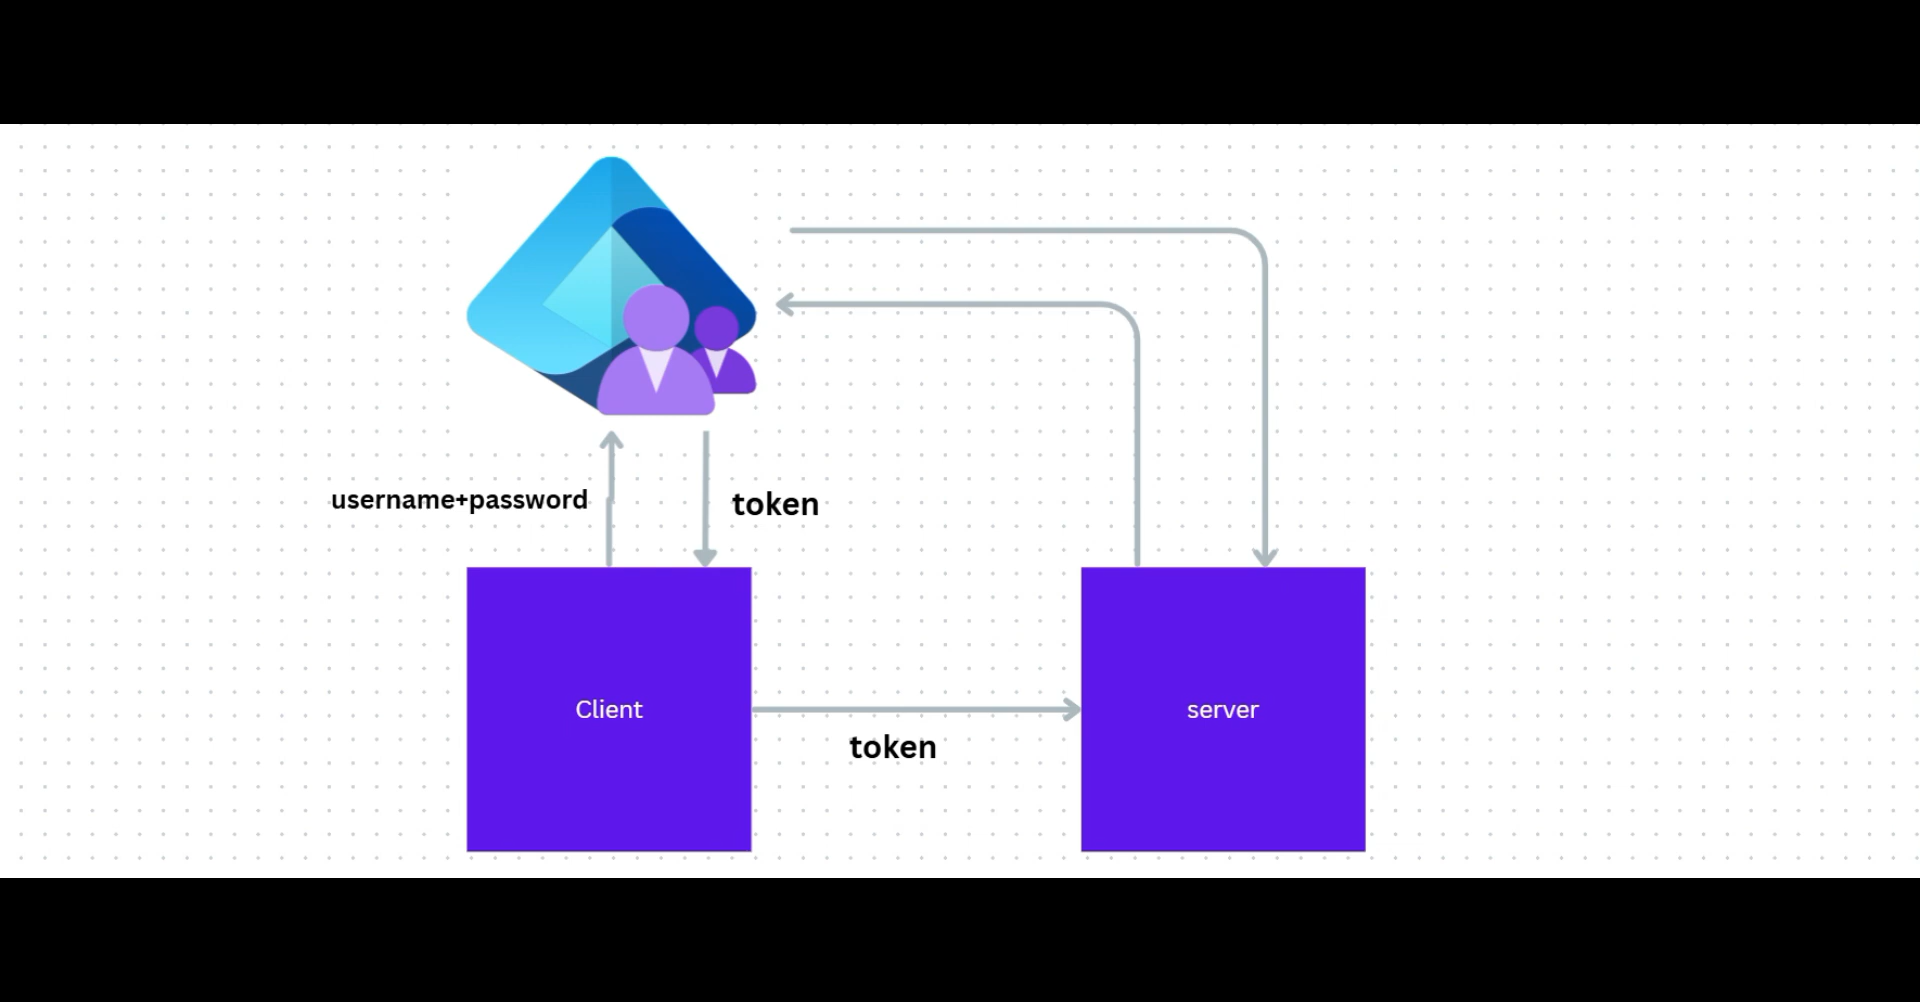 username+password
token
Client
server
token